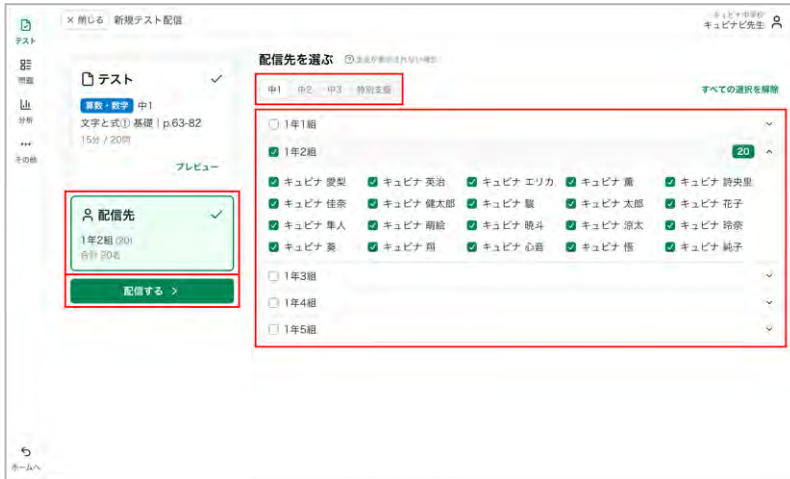 × 閉じる 新規テスト配信
キュビナ中学校
キュビナビ先生
テスト
問題
分析
その他
ホームへ
テスト
算数・数学 中1
文字と式① 基礎 | p.63-82
15分 / 20問
プレビュー
配信先
1年2組 (20)
合計 20名
配信する >
配信先を選ぶ
中1 中2 中3 特別支援
すべての選択を解除
1年1組
1年2組 20
キュビナ 愛梨 キュビナ 英治 キュビナ エリカ キュビナ 薫 キュビナ 詩央里
キュビナ 佳奈 キュビナ 健太郎 キュビナ 駿 キュビナ 太郎 キュビナ 花子
キュビナ 隼人 キュビナ 萌絵 キュビナ 暁斗 キュビナ 涼太 キュビナ 玲奈
キュビナ 葵 キュビナ 翔 キュビナ 心音 キュビナ 悟 キュビナ 純子
1年3組
1年4組
1年5組